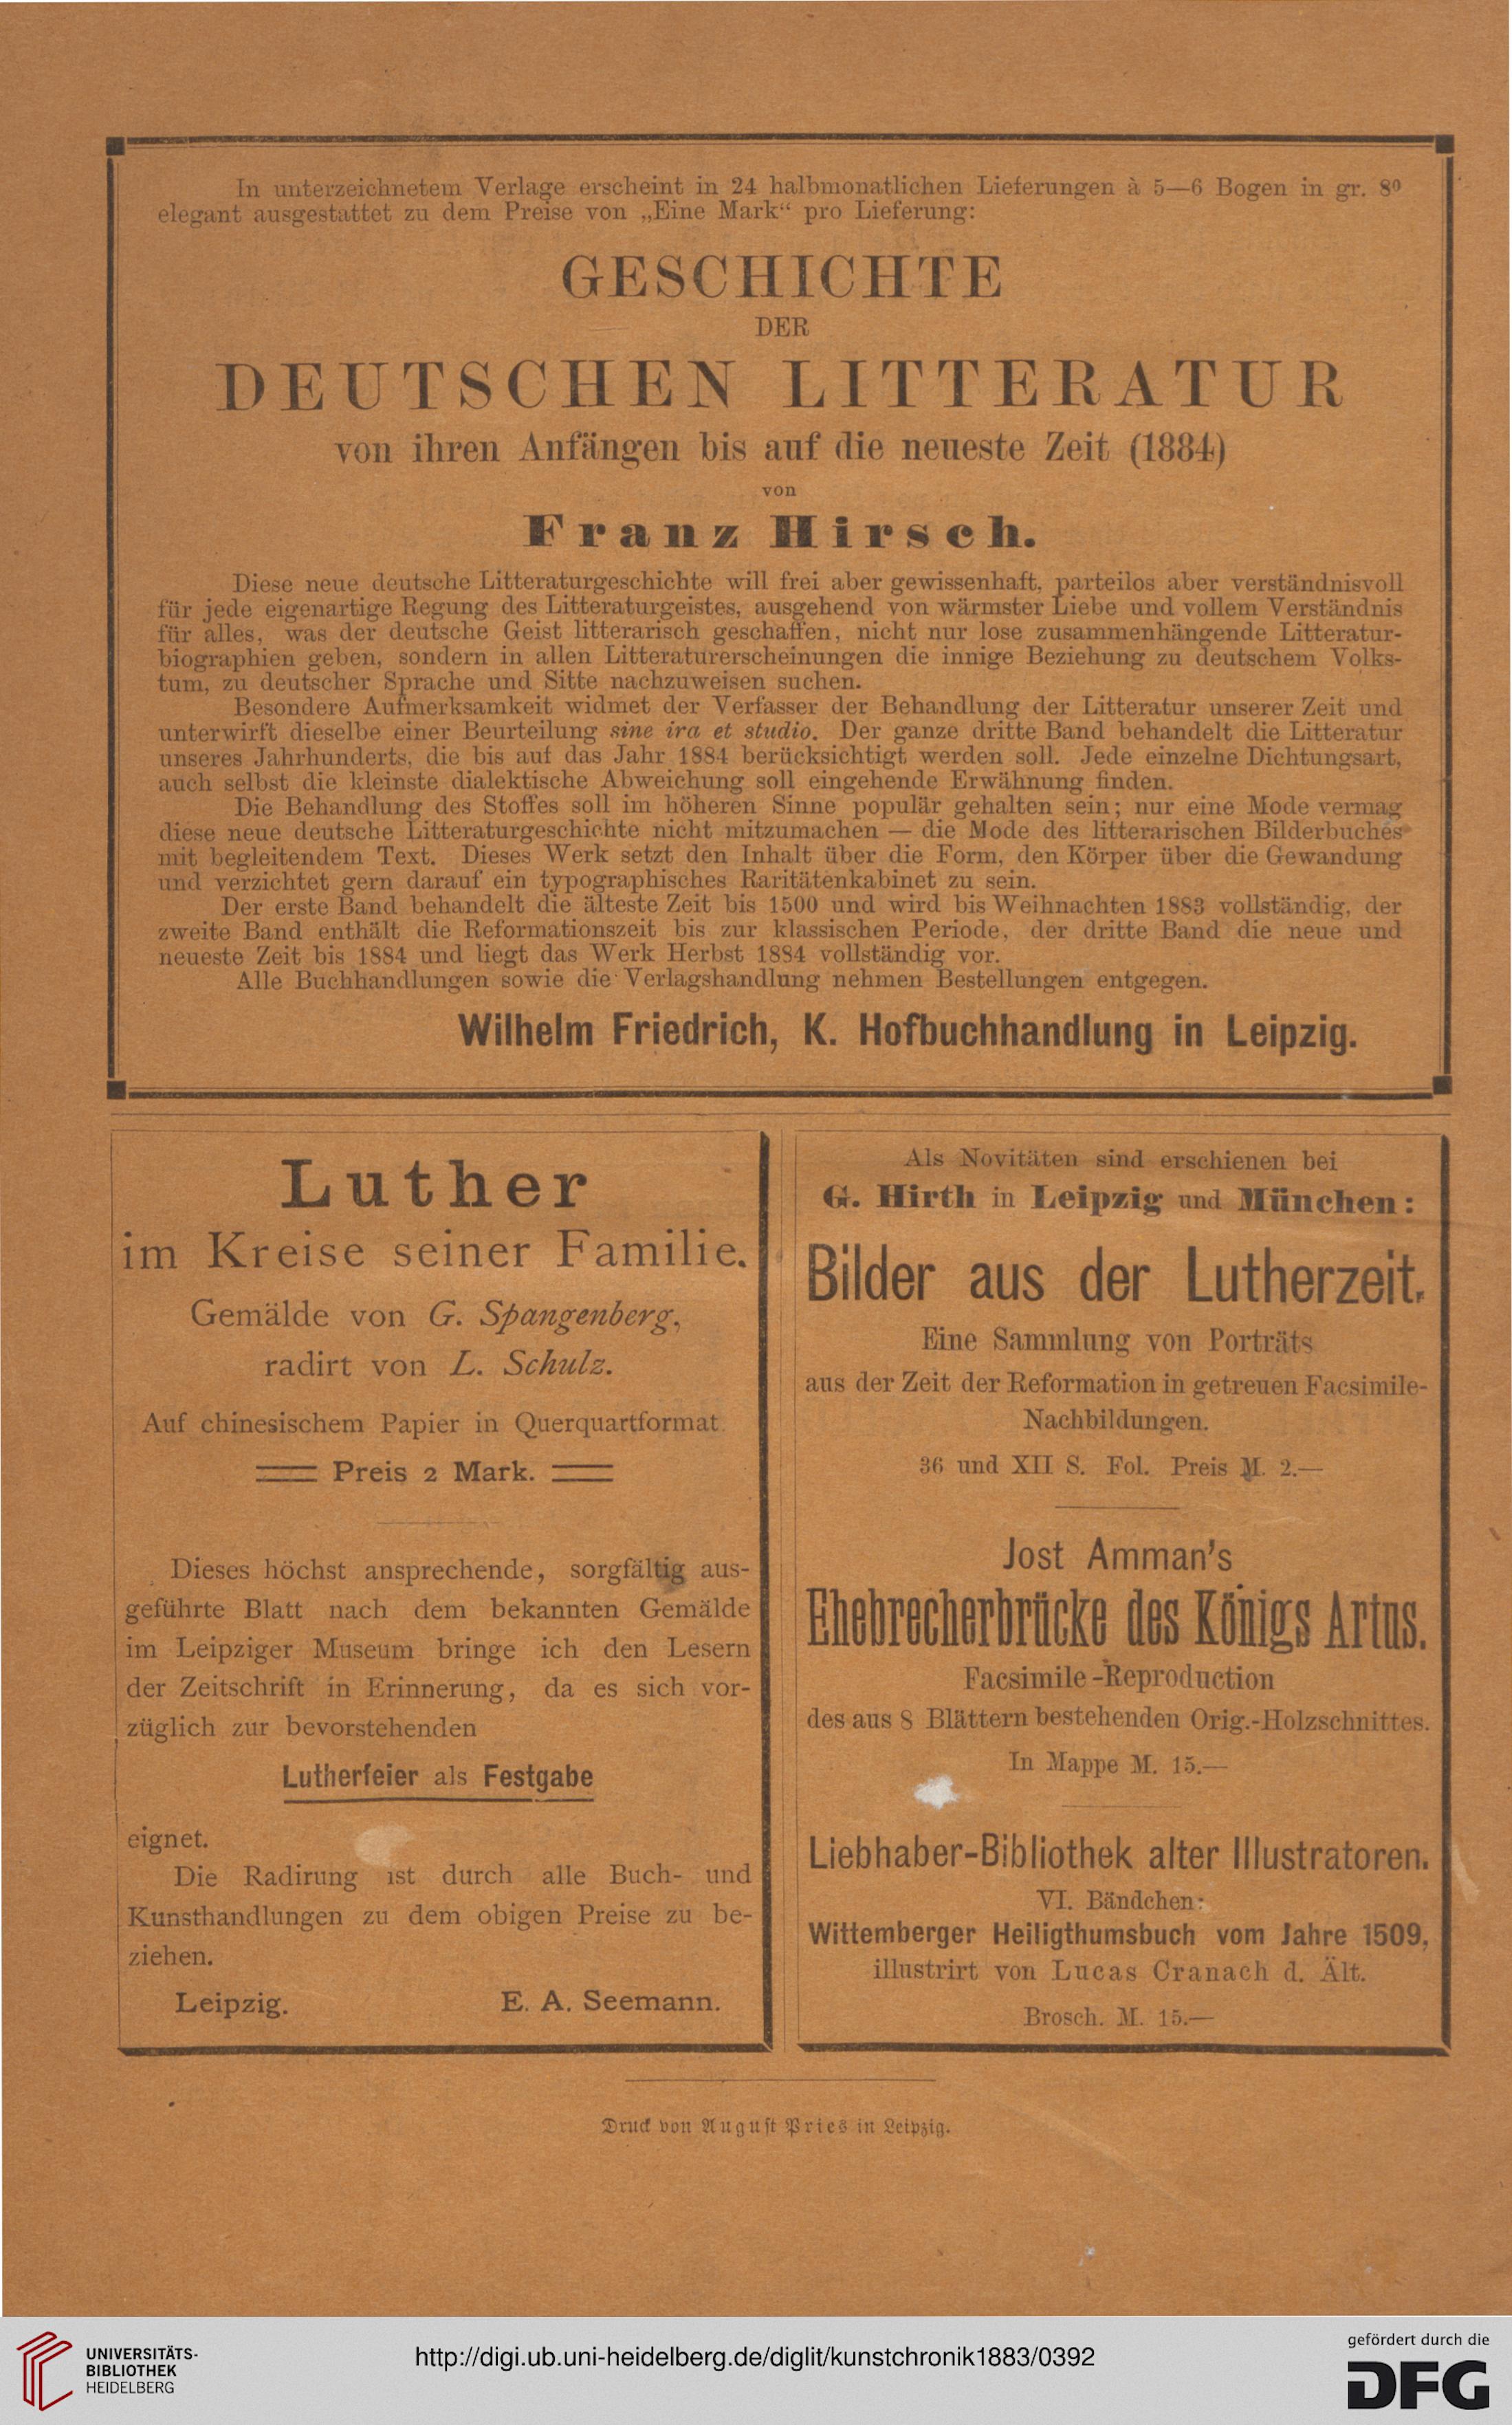 In unterzeichnetem Verlage erscheint in 24 halbmonatlichen Lieferungen à 5—6 Bogen in gr. 8⁰
elegant ausgestattet zu dem Preise von „Eine Mark“ pro Lieferung:
GESCHICHTE
DER
DEUTSCHEN LITTERATUR
von ihren Anfängen bis auf die neueste Zeit (1884)
von
Franz Hirsch.
Diese neue deutsche Litteraturgeschichte will frei aber gewissenhaft, parteilos aber verständnisvoll
für jede eigenartige Regung des Litteraturgeistes, ausgehend von wärmster Liebe und vollem Verständnis
für alles, was der deutsche Geist litterarisch geschaffen, nicht nur lose zusammenhängende Litteratur-
biographien geben, sondern in allen Litteraturerscheinungen die innige Beziehung zu deutschem Volks-
tum, zu deutscher Sprache und Sitte nachzuweisen suchen.
Besondere Aufmerksamkeit widmet der Verfasser der Behandlung der Litteratur unserer Zeit und
unterwirft dieselbe einer Beurteilung sine ira et studio. Der ganze dritte Band behandelt die Litteratur
unseres Jahrhunderts, die bis auf das Jahr 1884 berücksichtigt werden soll. Jede einzelne Dichtungsart,
auch selbst die kleinste dialektische Abweichung soll eingehende Erwähnung finden.
Die Behandlung des Stoffes soll im höheren Sinne populär gehalten sein; nur eine Mode vermag
diese neue deutsche Litteraturgeschichte nicht mitzumachen — die Mode des litterarischen Bilderbuches
mit begleitendem Text. Dieses Werk setzt den Inhalt über die Form, den Körper über die Gewandung
und verzichtet gern darauf ein typographisches Raritätenkabinet zu sein.
Der erste Band behandelt die älteste Zeit bis 1500 und wird bis Weihnachten 1883 vollständig, der
zweite Band enthält die Reformationszeit bis zur klassischen Periode, der dritte Band die neue und
neueste Zeit bis 1884 und liegt das Werk Herbst 1884 vollständig vor.
Alle Buchhandlungen sowie die Verlagshandlung nehmen Bestellungen entgegen.
Wilhelm Friedrich, K. Hofbuchhandlung in Leipzig.
Luther
im Kreise seiner Familie.
Gemälde von G. Spangenberg,
radirt von L. Schulz.
Auf chinesischem Papier in Querquartformat
Preis 2 Mark.
Dieses höchst ansprechende, sorgfältig aus-
geführte Blatt nach dem bekannten Gemälde
im Leipziger Museum bringe ich den Lesern
der Zeitschrift in Erinnerung, da es sich vor-
züglich zur bevorstehenden
Lutherfeier als Festgabe
eignet.
Die Radirung ist durch alle Buch- und
Kunsthandlungen zu dem obigen Preise zu be-
ziehen.
Leipzig. E. A. Seemann.
Als Novitäten sind erschienen bei
G. Hirth in Leipzig und München:
Bilder aus der Lutherzeit.
Eine Sammlung von Porträts
aus der Zeit der Reformation in getreuen Facsimile-
Nachbildungen.
36 und XII S. Fol. Preis M. 2.—
Jost Amman's
Ehebrecherbrücke des Königs Artus.
Facsimile-Reproduction
des aus 8 Blättern bestehenden Orig.-Holzschnittes.
In Mappe M. 15.—
Liebhaber-Bibliothek alter Illustratoren.
VI. Bändchen:
Wittemberger Heiligthumsbuch vom Jahre 1509,
illustrirt von Lucas Cranach d. Ält.
Brosch. M. 15.—
Druck von August Pries in Leipzig.
UNIVERSITÄTS-
BIBLIOTHEK
HEIDELBERG
http://digi.ub.uni-heidelberg.de/diglit/kunstchronik1883/0392
gefördert durch die
DFG